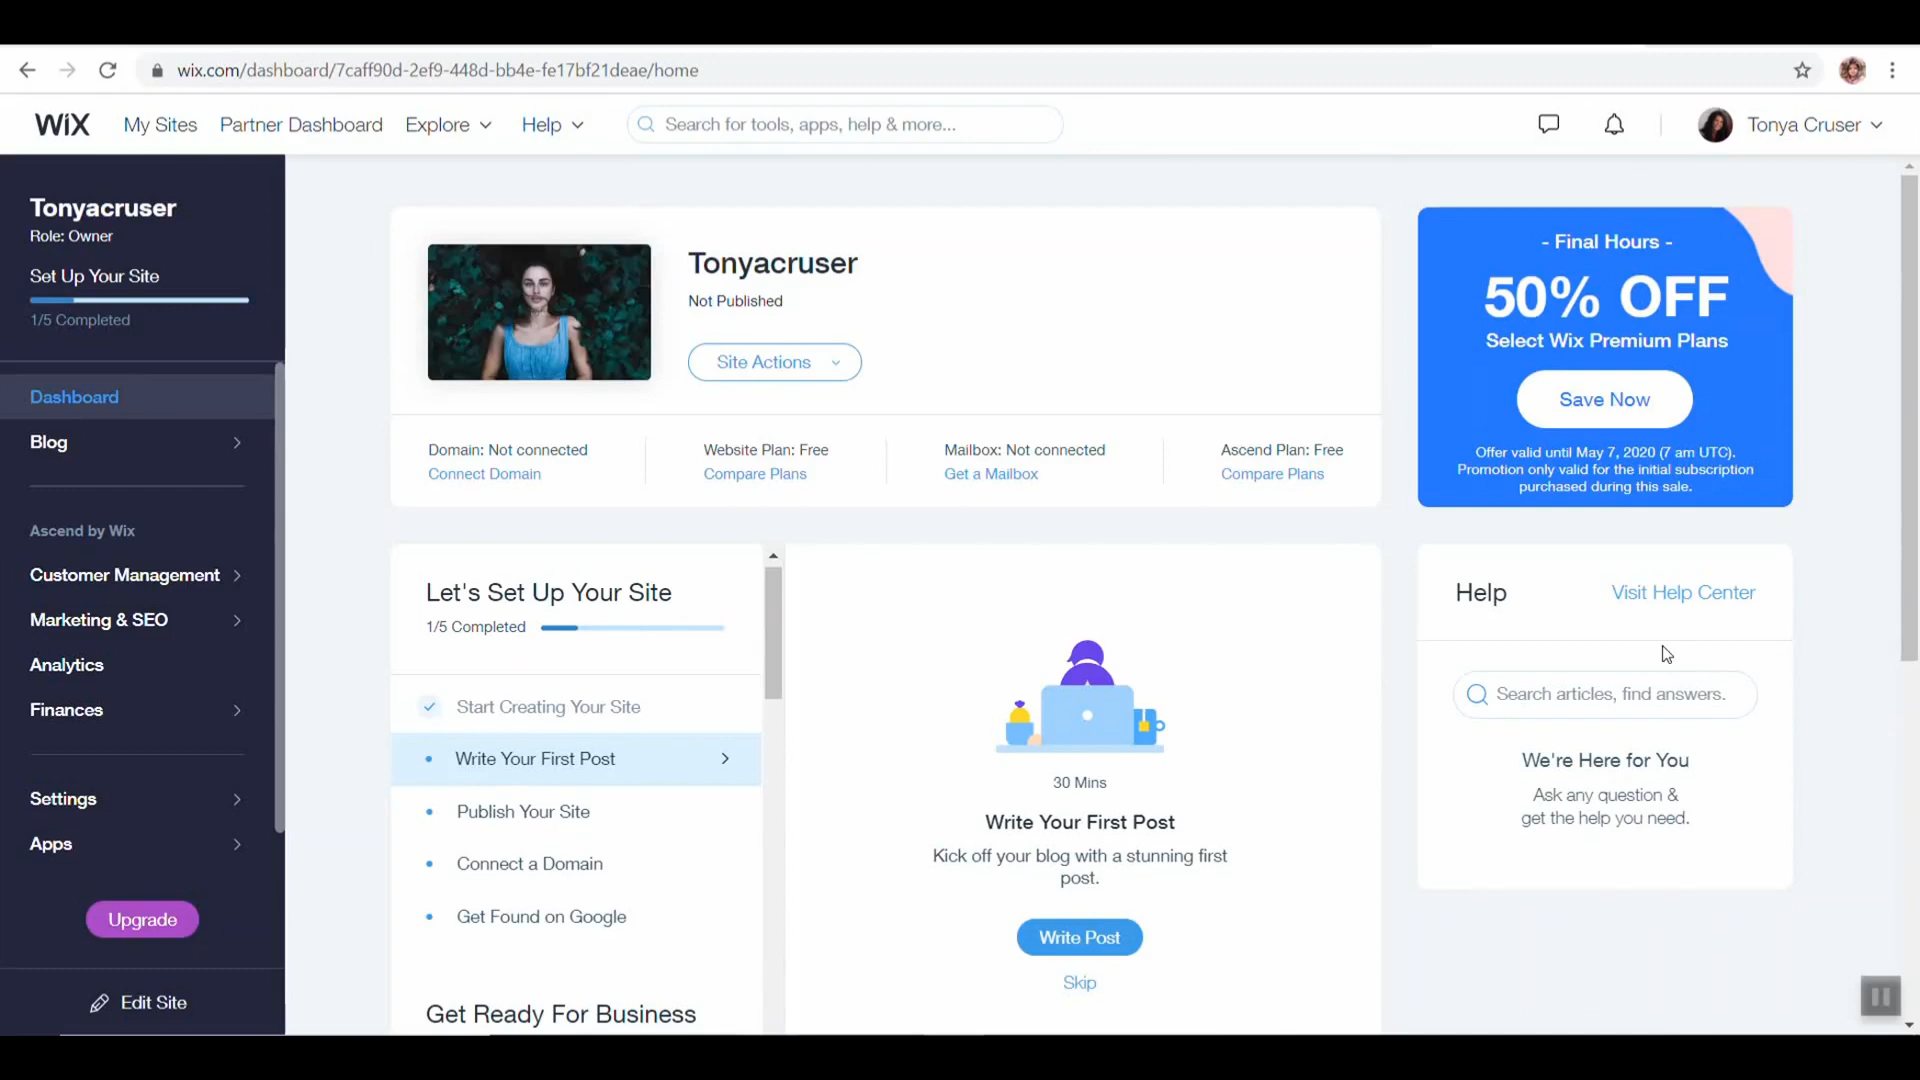 wix.com/dashboard/7caff90d-2ef9-448d-bb4e-fe17bf21deae/home
WiX
My Sites
Partner Dashboard
Explore
Help
Search for tools, apps, help & more...
Tonya Cruser
Tonyacruser
Role: Owner
Set Up Your Site
1/5 Completed
Dashboard
Blog
Ascend by Wix
Customer Management
Marketing & SEO
Analytics
Finances
Settings
Apps
Upgrade
Edit Site
Tonyacruser
Not Published
Site Actions
Domain: Not connected
Connect Domain
Website Plan: Free
Compare Plans
Mailbox: Not connected
Get a Mailbox
Ascend Plan: Free
Compare Plans
- Final Hours -
50% OFF
Select Wix Premium Plans
Save Now
Offer valid until May 7, 2020 (7 am UTC).
Promotion only valid for the initial subscription
purchased during this sale.
Let's Set Up Your Site
1/5 Completed
Start Creating Your Site
Write Your First Post
Publish Your Site
Connect a Domain
Get Found on Google
Get Ready For Business
30 Mins
Write Your First Post
Kick off your blog with a stunning first
post.
Write Post
Skip
Help
Visit Help Center
Search articles, find answers.
We're Here for You
Ask any question &
get the help you need.